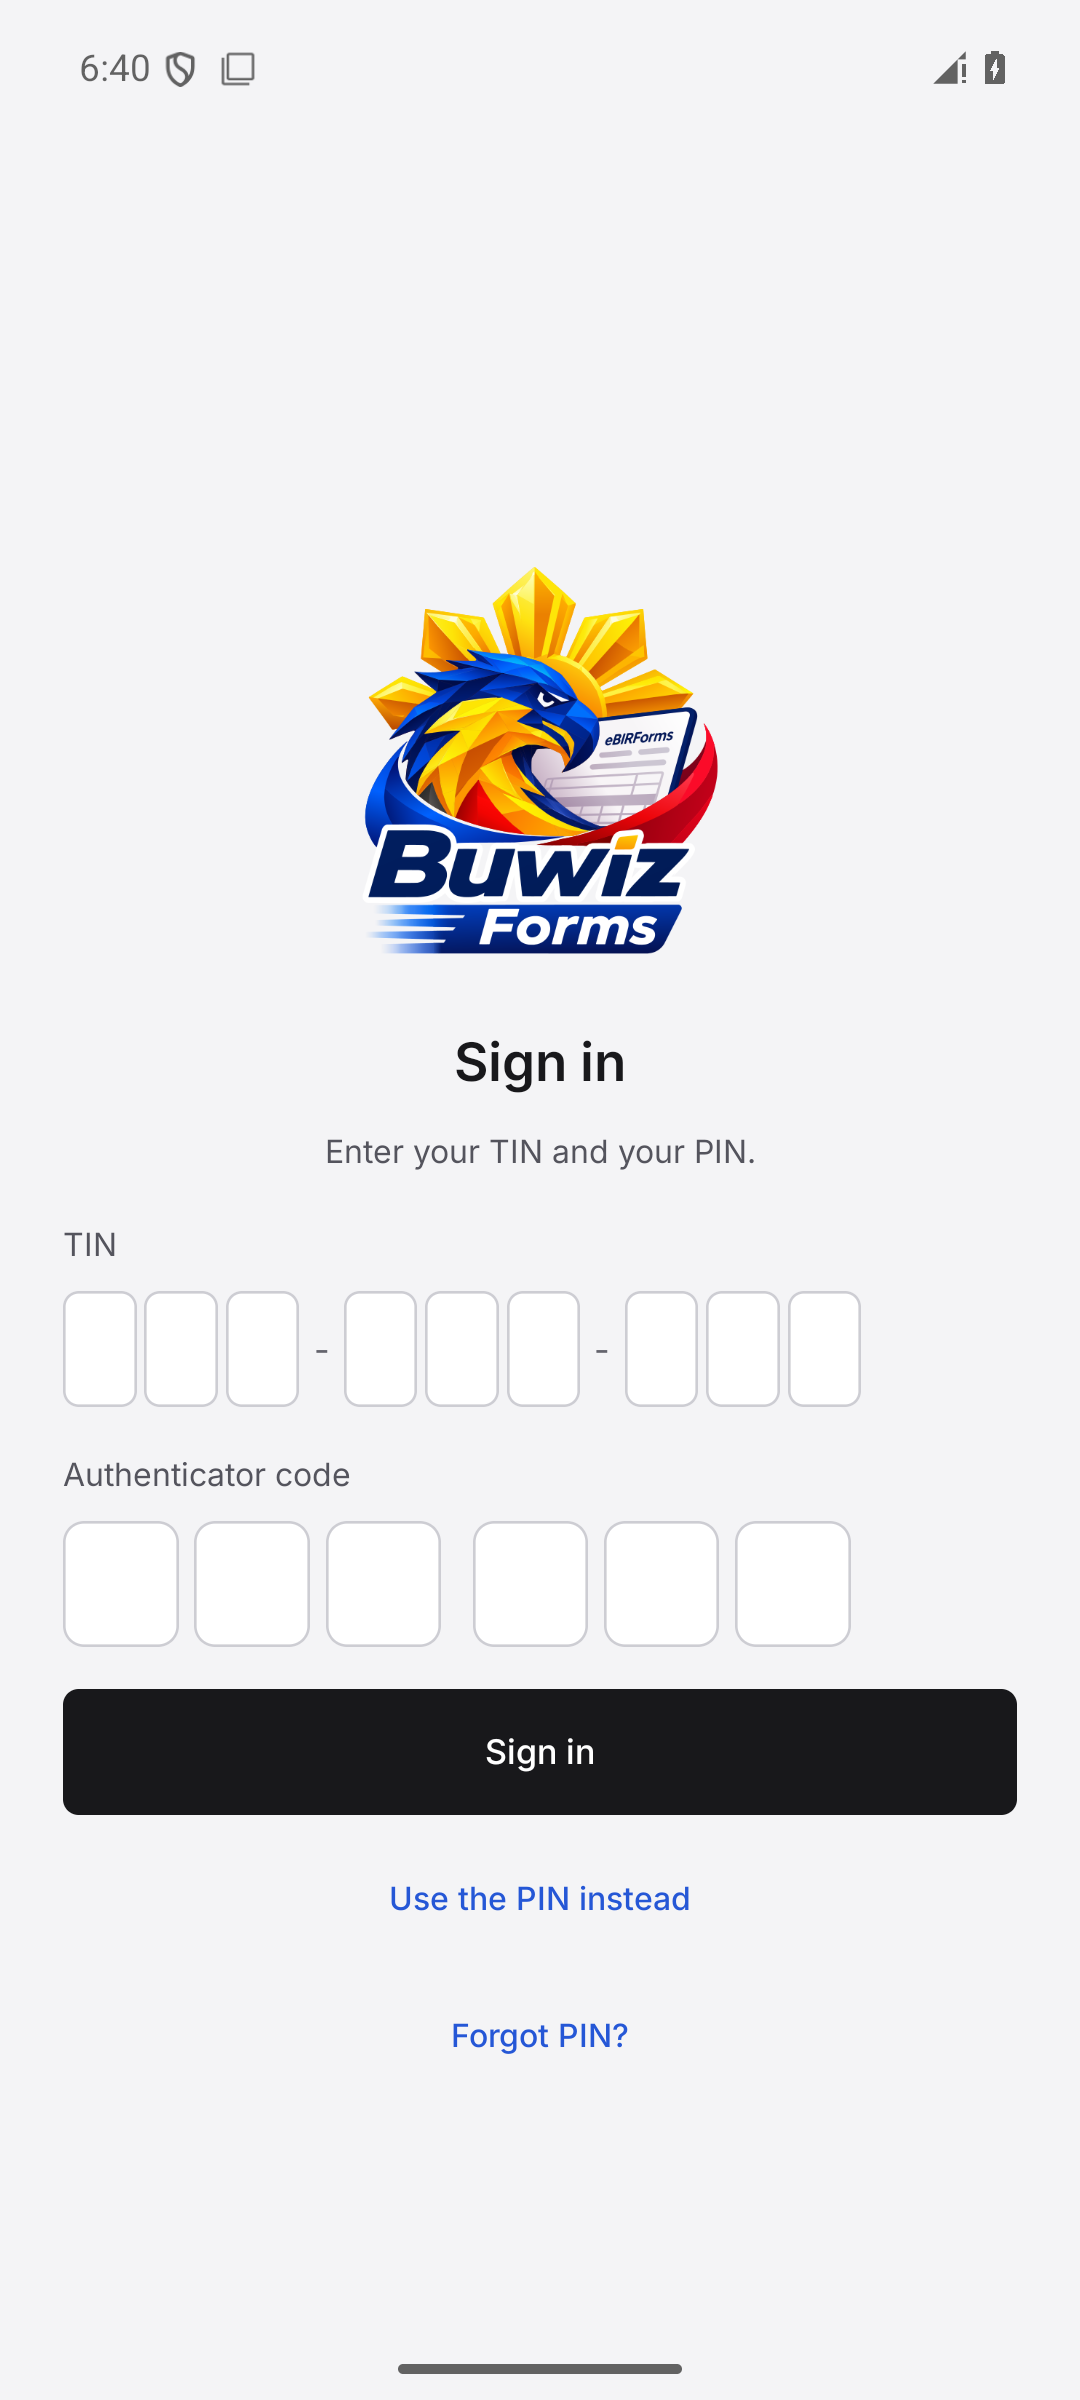 6:40
eBIRForms
Buwiz
Forms
Sign in
Enter your TIN and your PIN.
TIN
- -
Authenticator code
Sign in
Use the PIN instead
Forgot PIN?